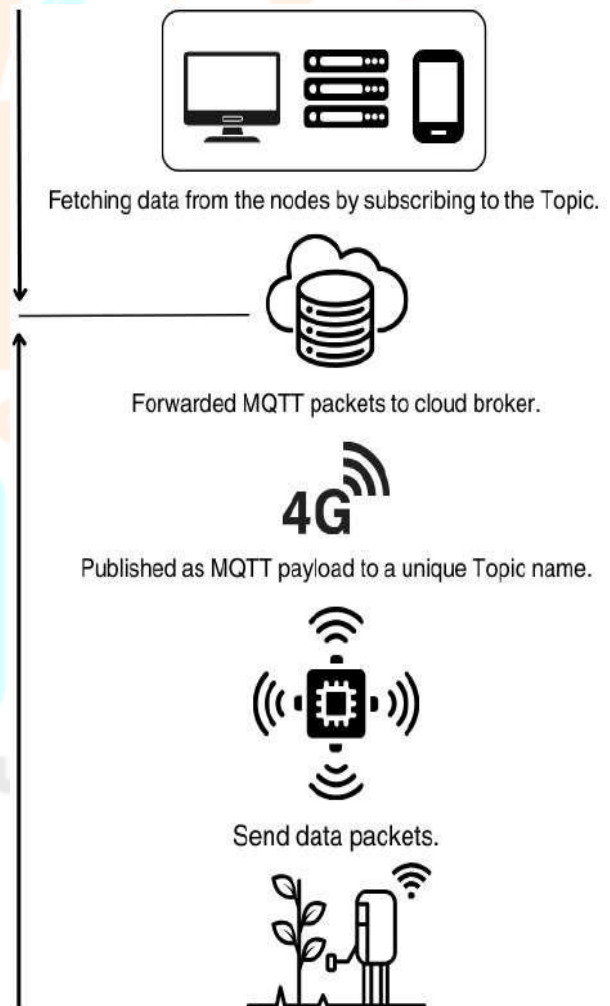 Fetching data from the nodes by subscribing to the Topic.
Forwarded MQTT packets to cloud broker.
4G
Published as MQTT payload to a unique Topic name.
Send data packets.